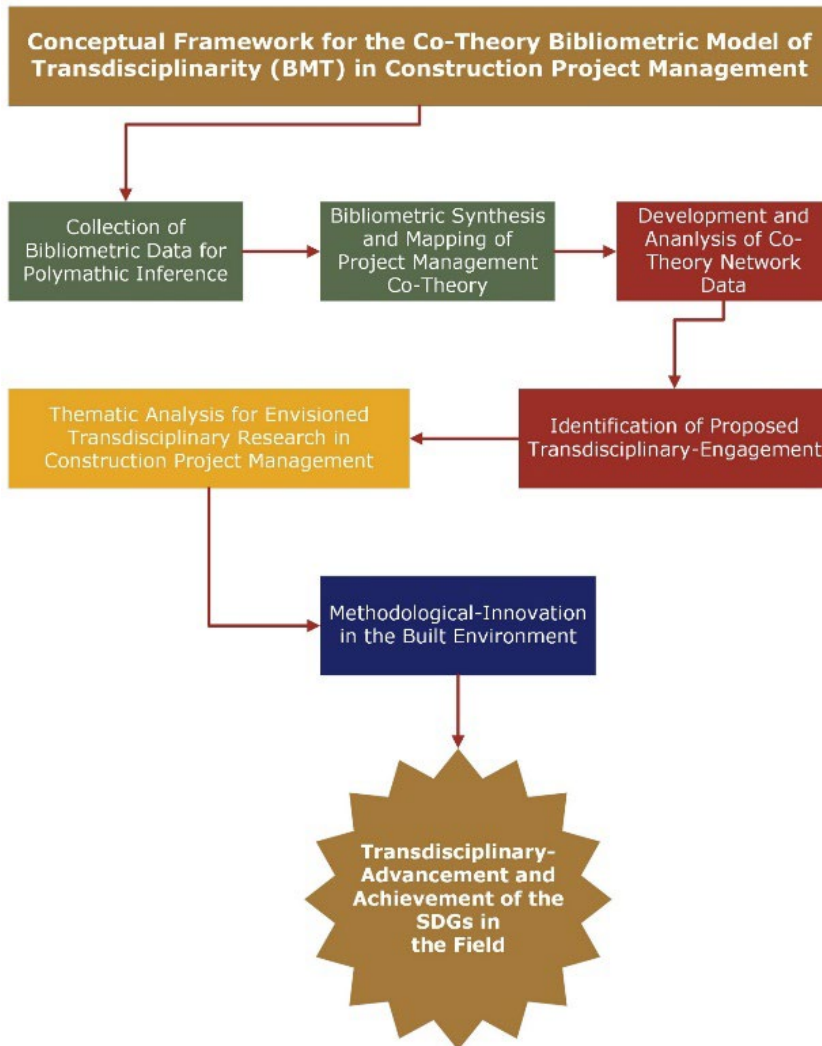 Conceptual Framework for the Co-Theory Bibliometric Model of
Transdisciplinarity (BMT) in Construction Project Management
Collection of
Bibliometric Data for
Polymathic Inference
Bibliometric Synthesis
and Mapping of
Project Management
Co-Theory
Development and
Ananlysis of Co-
Theory Network
Data
Identification of Proposed
Transdisciplinary-Engagement
Thematic Analysis for Envisioned
Transdisciplinary Research in
Construction Project Management
Methodological-Innovation
in the Built Environment
Transdisciplinary-
Advancement and
Achievement of the
SDGs in
the Field